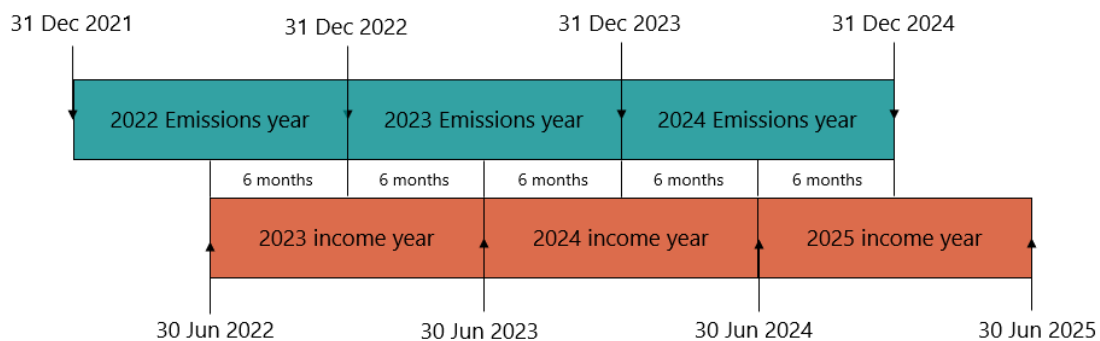 31 Dec 2021
31 Dec 2022
31 Dec 2023
31 Dec 2024
2022 Emissions year
2023 Emissions year
2024 Emissions year
6 months
6 months
6 months
6 months
6 months
2023 income year
2024 income year
2025 income year
30 Jun 2022
30 Jun 2023
30 Jun 2024
30 Jun 2025